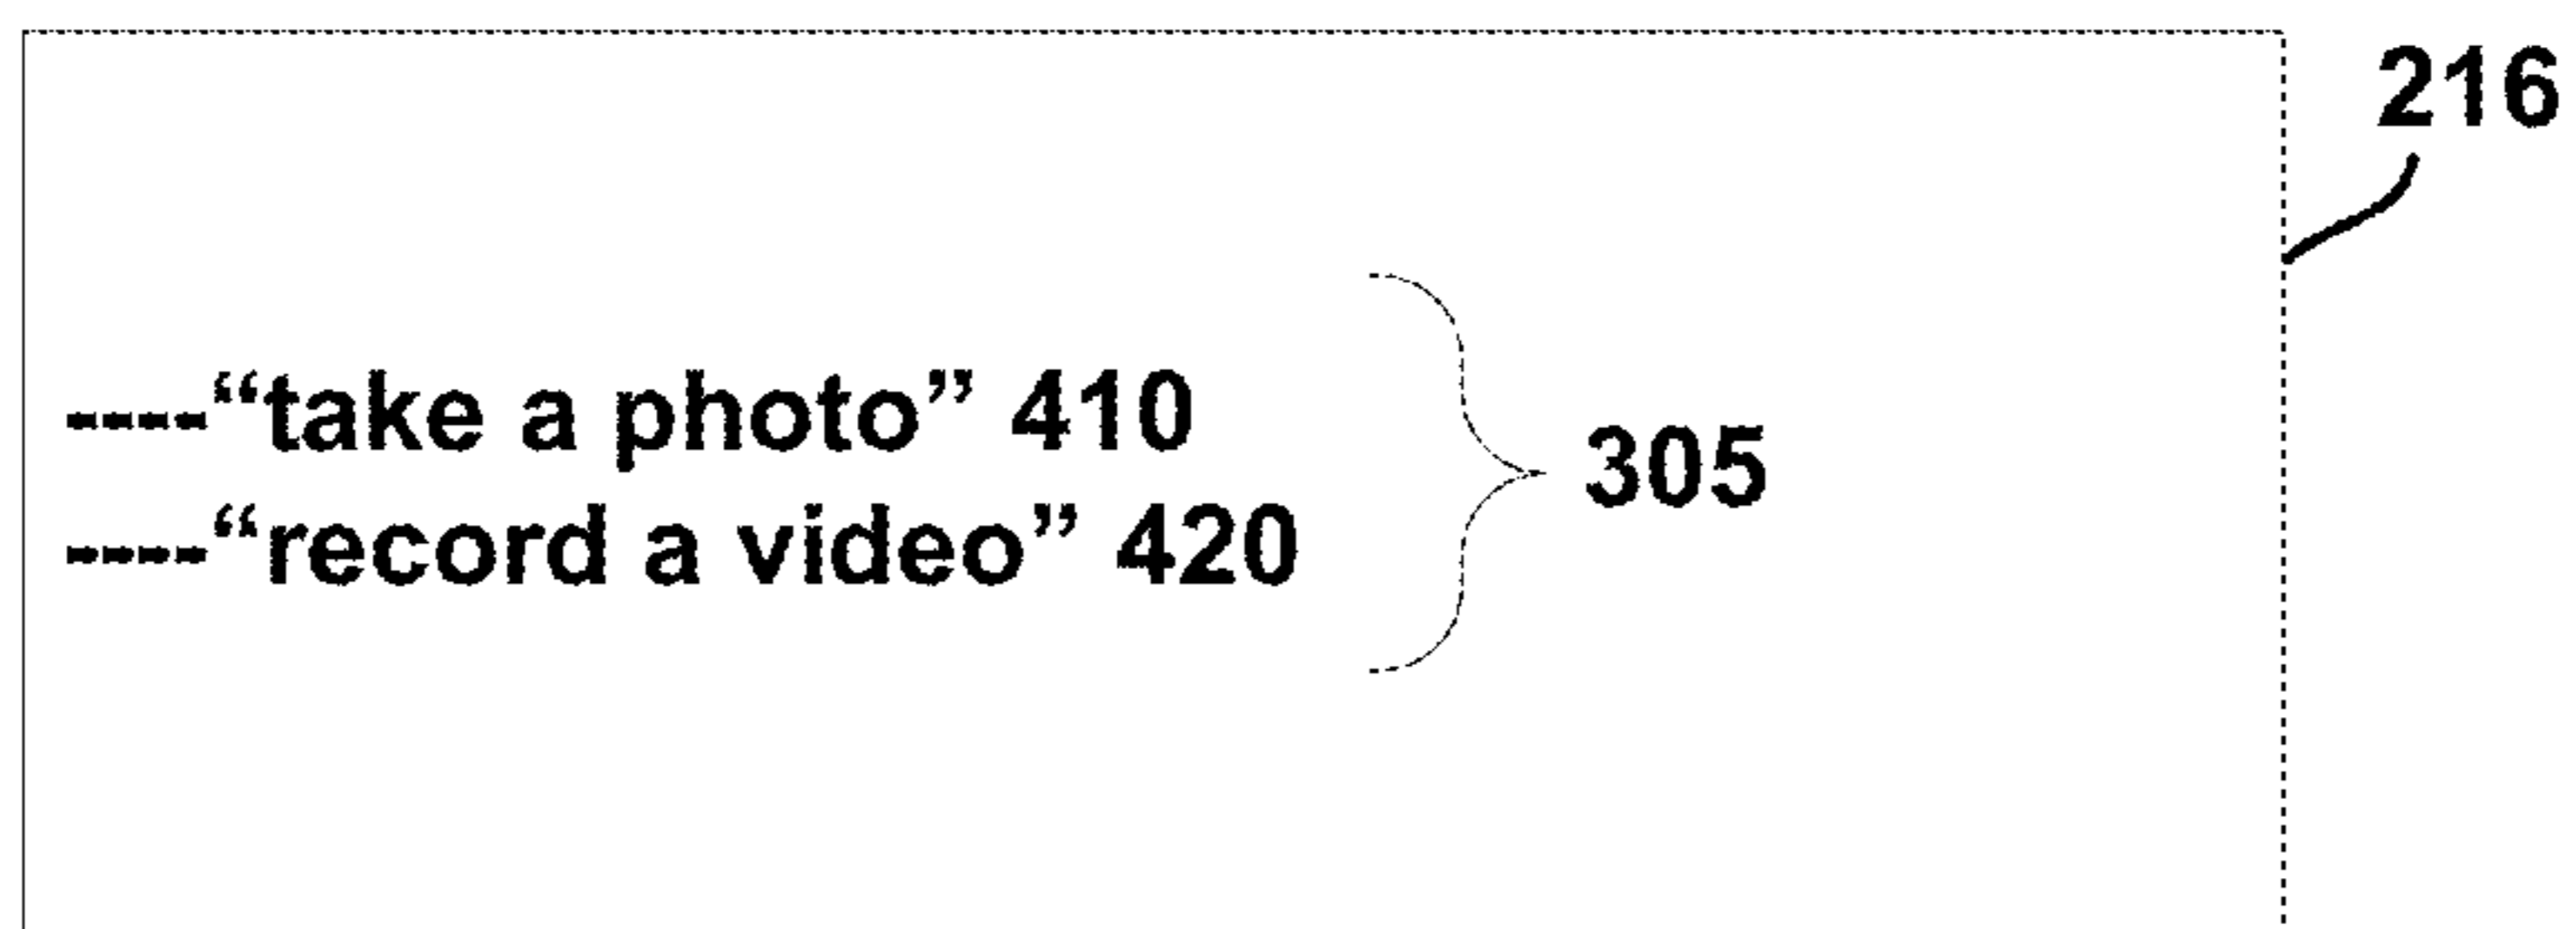 216
----“take a photo” 410
----“record a video” 420
305